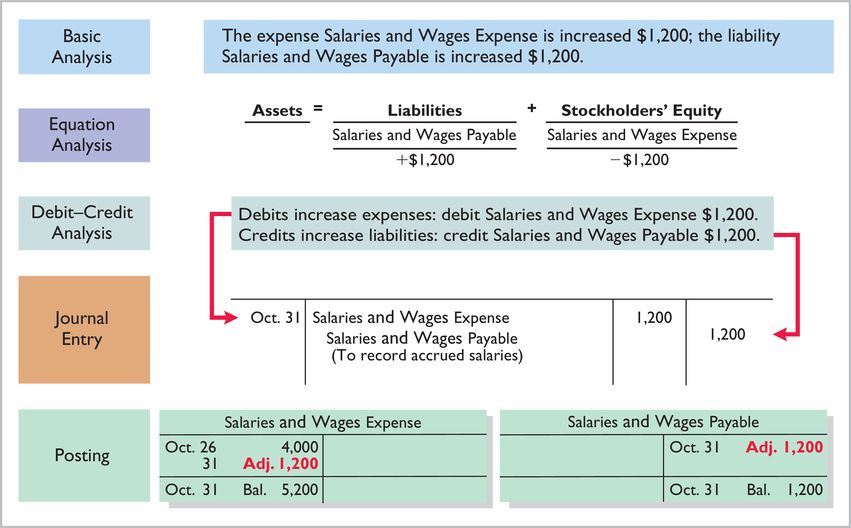 Basic
Analysis
The expense Salaries and Wages Expense is increased $1,200; the liability
Salaries and Wages Payable is increased $1,200.
Equation
Analysis
Assets = Liabilities + Stockholders' Equity
Salaries and Wages Payable Salaries and Wages Expense
+$1,200 −$1,200
Debit–Credit
Analysis
Debits increase expenses: debit Salaries and Wages Expense $1,200.
Credits increase liabilities: credit Salaries and Wages Payable $1,200.
Journal
Entry
Oct. 31 Salaries and Wages Expense 1,200
Salaries and Wages Payable 1,200
(To record accrued salaries)
Posting
Salaries and Wages Expense
Oct. 26 4,000
31 Adj. 1,200
Oct. 31 Bal. 5,200
Salaries and Wages Payable
Oct. 31 Adj. 1,200
Oct. 31 Bal. 1,200